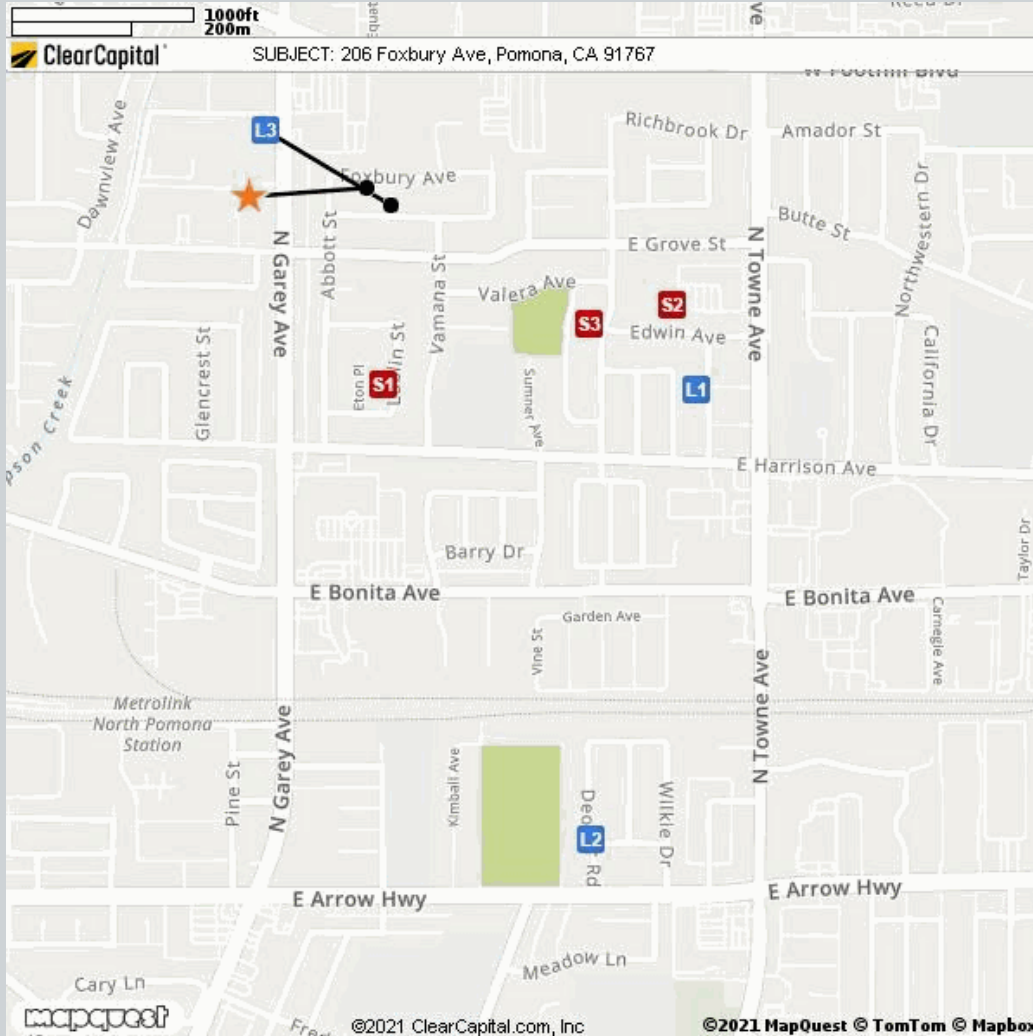 1000ft
200m
ClearCapital
SUBJECT: 206 Foxbury Ave, Pomona, CA 91767
W Foothill Blvd
L3
Richbrook Dr
Amador St
Dawnview Ave
Foxbury Ave
Northwestern Dr
Butte St
Abbott St
E Grove St
N Garey Ave
N Towne Ave
Vamana St
Valera Ave
S2
S3
Edwin Ave
Glencrest St
California Dr
Eton Pl
S1
Sumner Ave
L1
E Harrison Ave
Barry Dr
Taylor Dr
E Bonita Ave
E Bonita Ave
Garden Ave
Carnegie Ave
Vine St
Metrolink
North Pomona
Station
N Garey Ave
N Towne Ave
Pine St
Kimball Ave
Wilkie Dr
L2
Rd
E Arrow Hwy
E Arrow Hwy
Meadow Ln
Cary Ln
mapquest
©2021 ClearCapital.com, Inc
©2021 MapQuest © TomTom © Mapbo